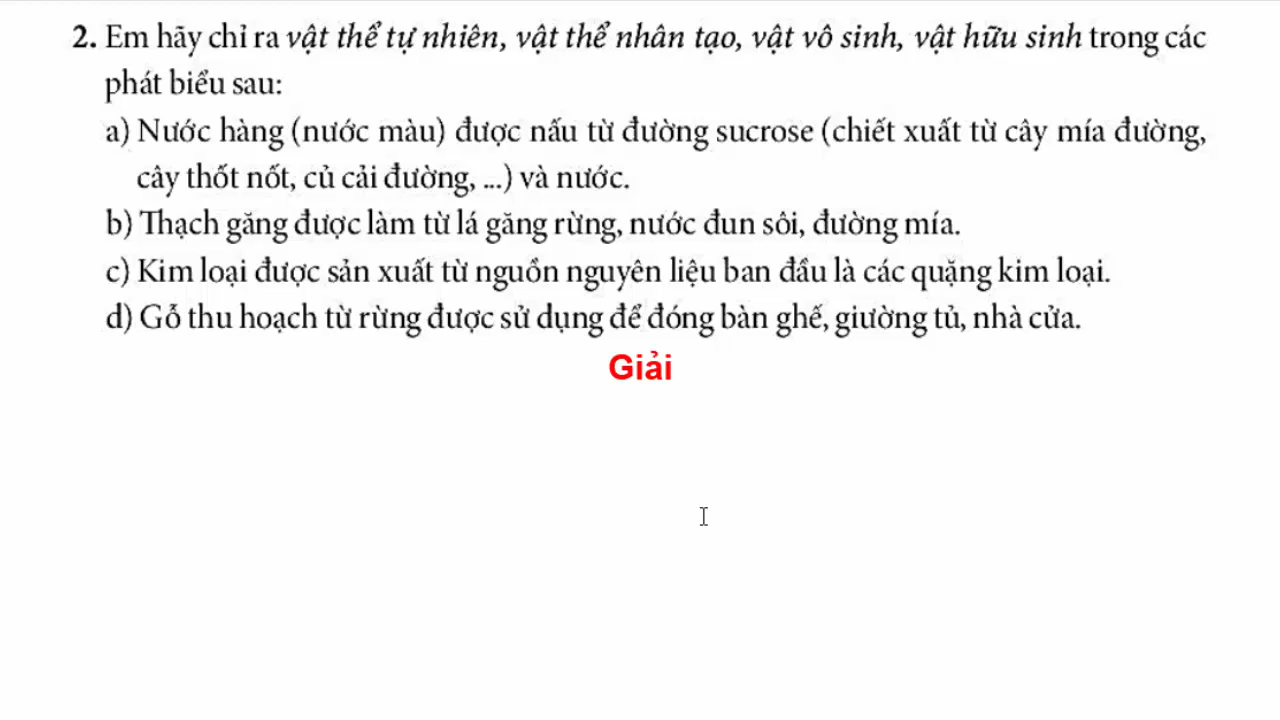 2. Em hãy chỉ ra vật thể tự nhiên, vật thể nhân tạo, vật vô sinh, vật hữu sinh trong các
phát biểu sau:
a) Nước hàng (nước màu) được nấu từ đường sucrose (chiết xuất từ cây mía đường,
cây thốt nốt, củ cải đường, ...) và nước.
b) Thạch găng được làm từ lá găng rừng, nước đun sôi, đường mía.
c) Kim loại được sản xuất từ nguồn nguyên liệu ban đầu là các quặng kim loại.
d) Gỗ thu hoạch từ rừng được sử dụng để đóng bàn ghế, giường tủ, nhà cửa.
Giải